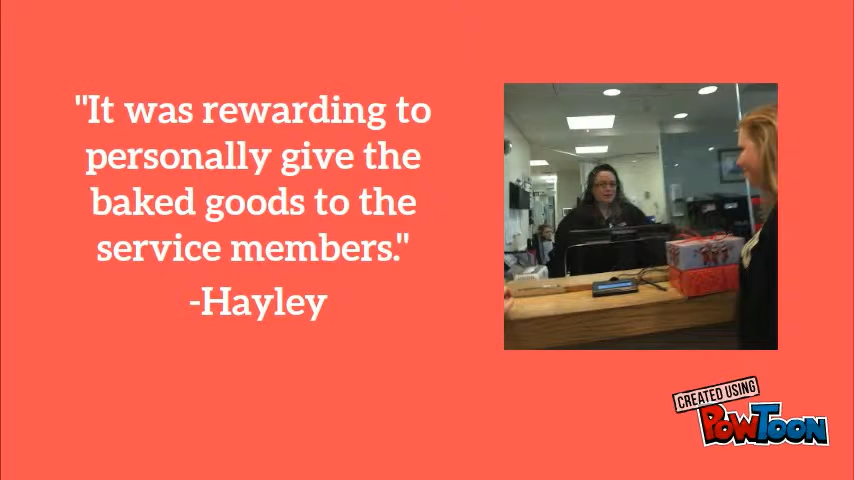 "It was rewarding to
personally give the
baked goods to the
service members."
-Hayley
CREATED USING
POWTOON